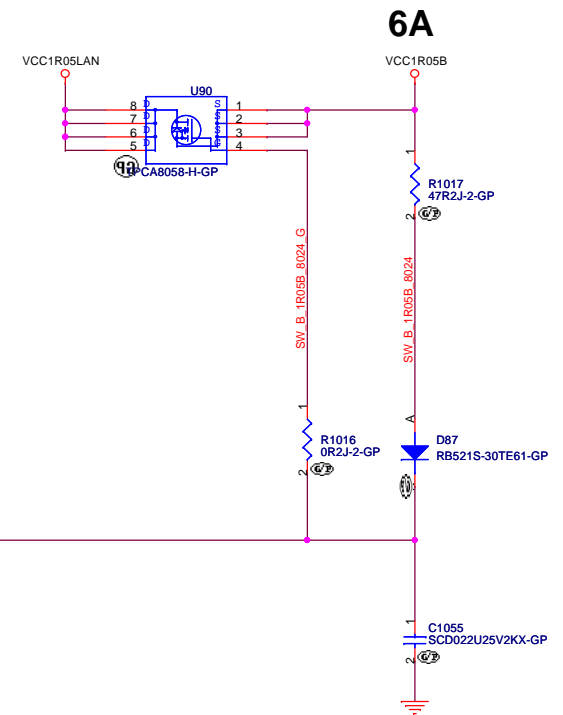 6A
VCC1R05LAN
VCC1R05B
U90
8 D S 1
7 D S 2
6 D S 3
5 D G 4
GP
PCA8058-H-GP
1
R1017
47R2J-2-GP
2 G/P
SW_B_1R05B_8024_G
SW_B_1R05B_8024
1
R1016
0R2J-2-GP
2 G/P
A
D87
RB521S-30TE61-GP
1
C1055
SCD022U25V2KX-GP
2 G/P